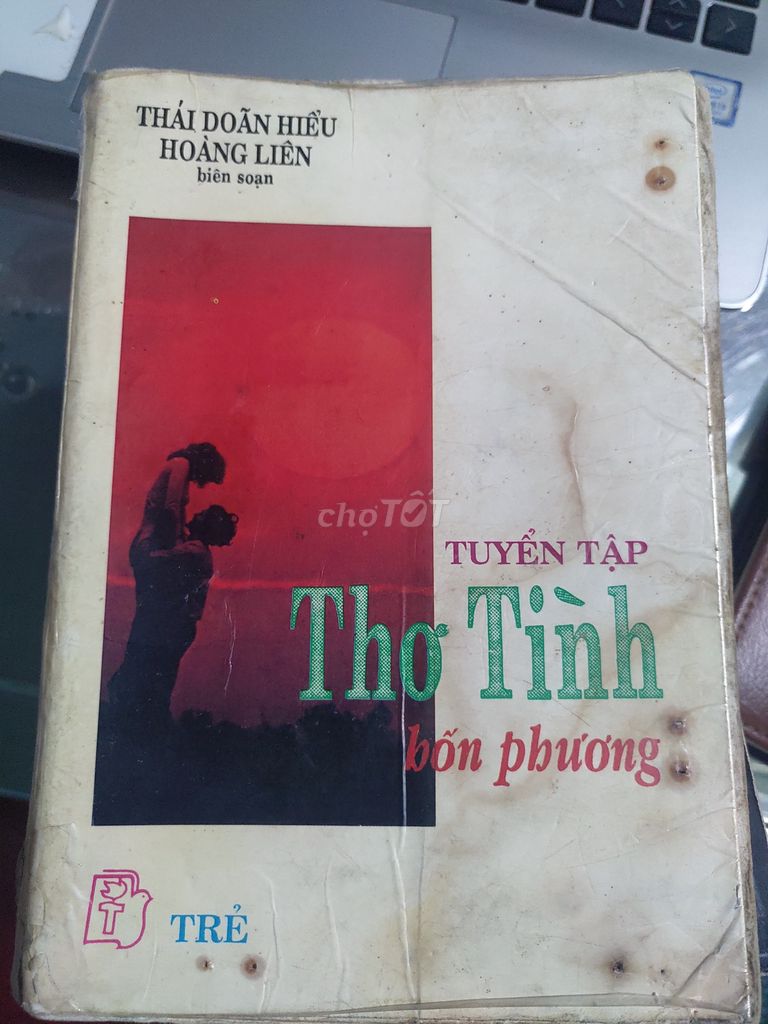 THÁI DOÃN HIỂU
HOÀNG LIÊN
biên soạn
chợTỐT
TUYỂN TẬP
Thơ Tình
bốn phương
T
TRẺ